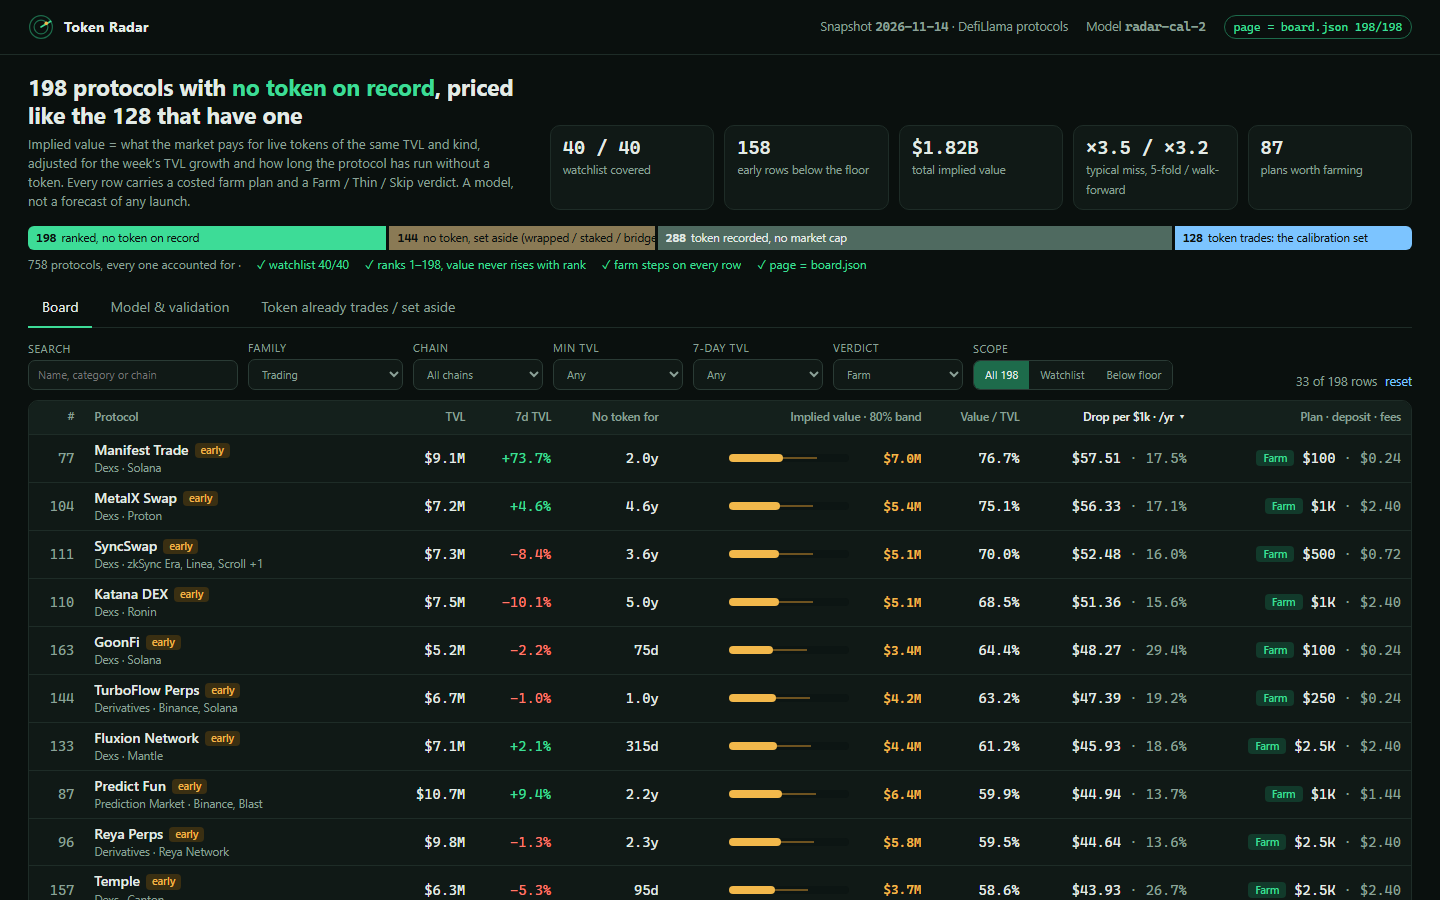 Token Radar
Snapshot 2026-11-14 · DefiLlama protocols Model radar-cal-2 page = board.json 198/198
198 protocols with no token on record, priced
like the 128 that have one
Implied value = what the market pays for live tokens of the same TVL and kind,
adjusted for the week's TVL growth and how long the protocol has run without a
token. Every row carries a costed farm plan and a Farm / Thin / Skip verdict. A model,
not a forecast of any launch.
40 / 40
watchlist covered
158
early rows below the floor
$1.82B
total implied value
×3.5 / ×3.2
typical miss, 5-fold / walk-
forward
87
plans worth farming
198 ranked, no token on record
144 no token, set aside (wrapped / staked / bridge
288 token recorded, no market cap
128 token trades: the calibration set
758 protocols, every one accounted for · ✓ watchlist 40/40 ✓ ranks 1–198, value never rises with rank ✓ farm steps on every row ✓ page = board.json
Board Model & validation Token already trades / set aside
SEARCH FAMILY CHAIN MIN TVL 7-DAY TVL VERDICT SCOPE
Name, category or chain Trading All chains Any Any Farm All 198 Watchlist Below floor
33 of 198 rows reset
# Protocol TVL 7d TVL No token for Implied value · 80% band Value / TVL Drop per $1k · /yr ▾ Plan · deposit · fees
77 Manifest Trade early $9.1M +73.7% 2.0y $7.0M 76.7% $57.51 · 17.5% Farm $100 · $0.24
Dexs · Solana
104 MetalX Swap early $7.2M +4.6% 4.6y $5.4M 75.1% $56.33 · 17.1% Farm $1K · $2.40
Dexs · Proton
111 SyncSwap early $7.3M −8.4% 3.6y $5.1M 70.0% $52.48 · 16.0% Farm $500 · $0.72
Dexs · zkSync Era, Linea, Scroll +1
110 Katana DEX early $7.5M −10.1% 5.0y $5.1M 68.5% $51.36 · 15.6% Farm $1K · $2.40
Dexs · Ronin
163 GoonFi early $5.2M −2.2% 75d $3.4M 64.4% $48.27 · 29.4% Farm $100 · $0.24
Dexs · Solana
144 TurboFlow Perps early $6.7M −1.0% 1.0y $4.2M 63.2% $47.39 · 19.2% Farm $250 · $0.24
Derivatives · Binance, Solana
133 Fluxion Network early $7.1M +2.1% 315d $4.4M 61.2% $45.93 · 18.6% Farm $2.5K · $2.40
Dexs · Mantle
87 Predict Fun early $10.7M +9.4% 2.2y $6.4M 59.9% $44.94 · 13.7% Farm $1K · $1.44
Prediction Market · Binance, Blast
96 Reya Perps early $9.8M −1.3% 2.3y $5.8M 59.5% $44.64 · 13.6% Farm $2.5K · $2.40
Derivatives · Reya Network
157 Temple early $6.3M −5.3% 95d $3.7M 58.6% $43.93 · 26.7% Farm $2.5K · $2.40
Dexs · Canton